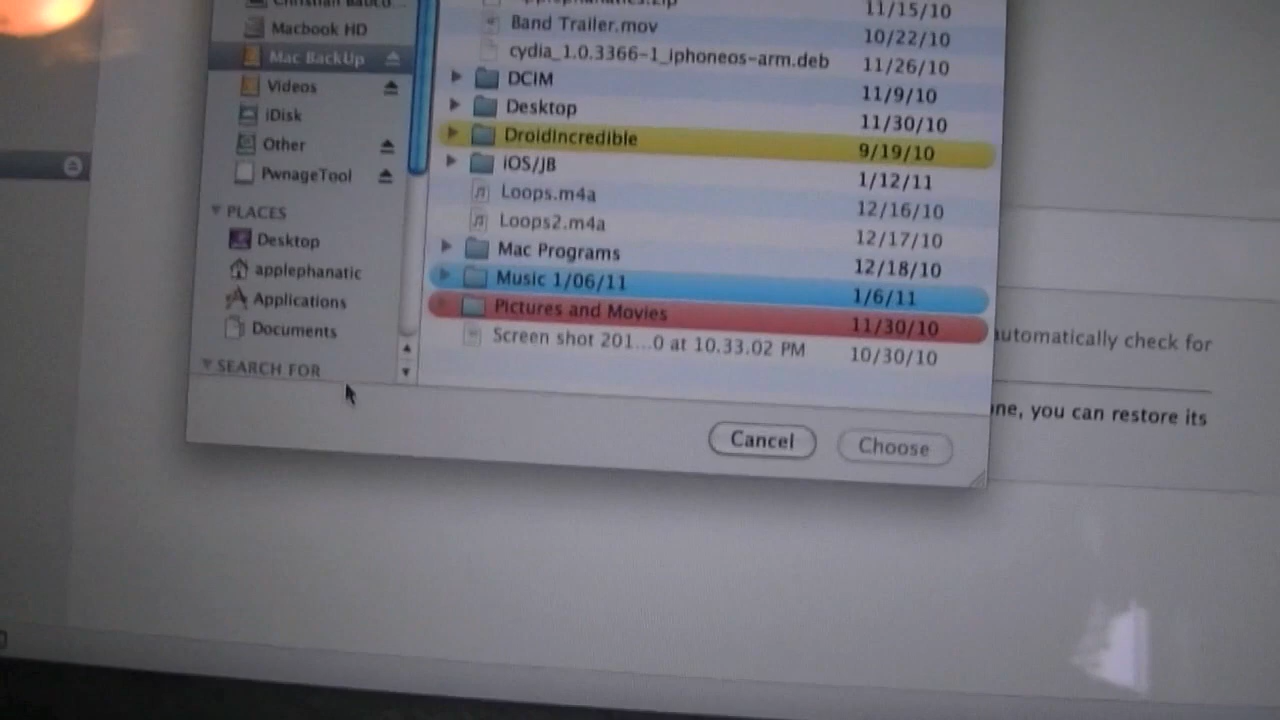 Macbook HD
Mac BackUp
Videos
iDisk
Other
PwnageTool
PLACES
Desktop
applephanatic
Applications
Documents
SEARCH FOR
11/15/10
Band Trailer.mov 10/22/10
cydia_1.0.3366-1_iphoneos-arm.deb 11/26/10
DCIM 11/9/10
Desktop 11/30/10
DroidIncredible 9/19/10
iOS/JB 1/12/11
Loops.m4a 12/16/10
Loops2.m4a 12/17/10
Mac Programs 12/18/10
Music 1/06/11 1/6/11
Pictures and Movies 11/30/10
Screen shot 201...0 at 10.33.02 PM 10/30/10
Cancel Choose
automatically check for
one, you can restore its